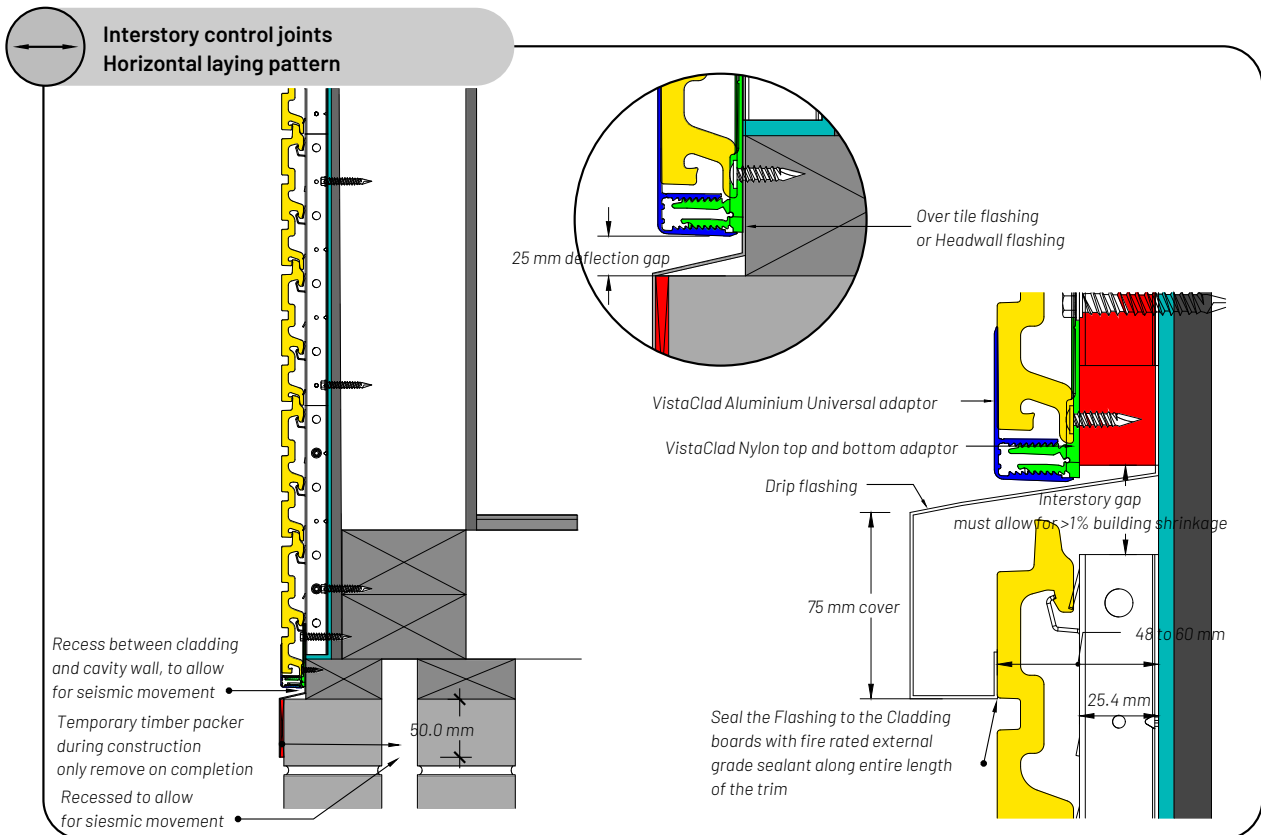 Interstory control joints
Horizontal laying pattern
25 mm deflection gap
Over tile flashing
or Headwall flashing
VistaClad Aluminium Universal adaptor
VistaClad Nylon top and bottom adaptor
Drip flashing
Interstory gap
must allow for >1% building shrinkage
75 mm cover
48 to 60 mm
25.4 mm
Seal the Flashing to the Cladding
boards with fire rated external
grade sealant along entire length
of the trim
Recess between cladding
and cavity wall, to allow
for seismic movement
Temporary timber packer
during construction
only remove on completion
50.0 mm
Recessed to allow
for siesmic movement